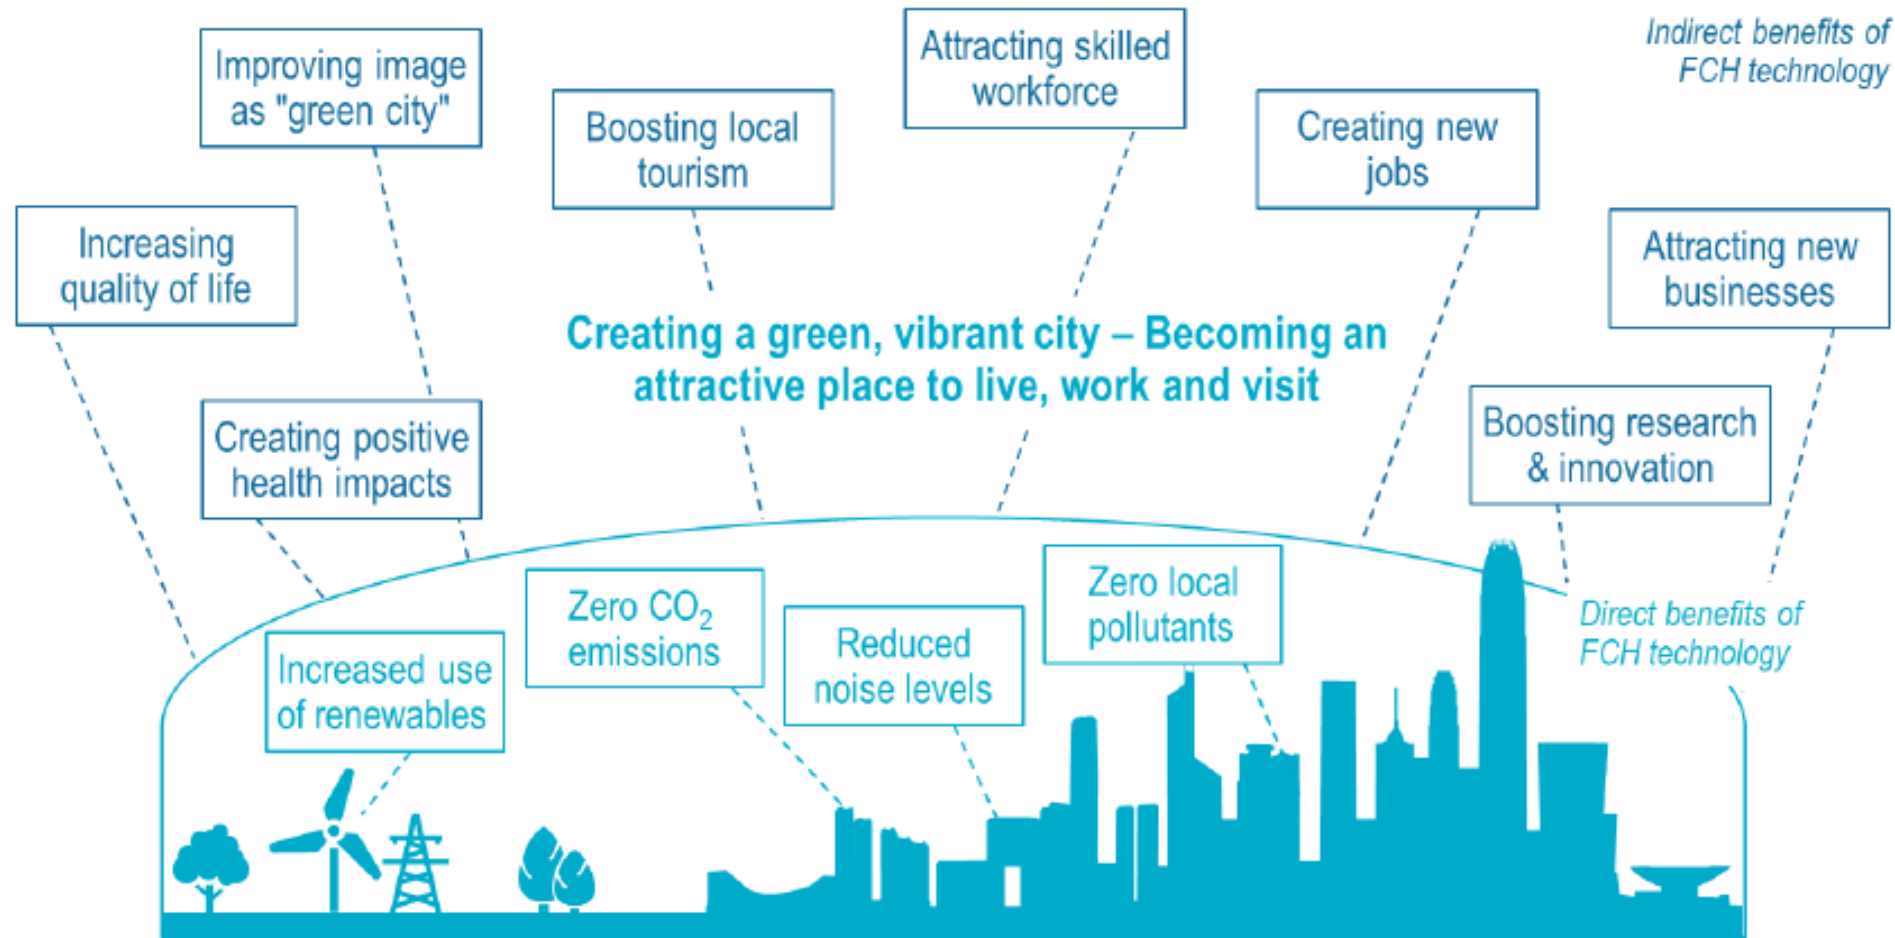 Indirect benefits of
FCH technology
Improving image
as "green city"
Boosting local
tourism
Attracting skilled
workforce
Creating new
jobs
Increasing
quality of life
Attracting new
businesses
Creating a green, vibrant city – Becoming an
attractive place to live, work and visit
Creating positive
health impacts
Boosting research
& innovation
Zero CO₂
emissions
Reduced
noise levels
Zero local
pollutants
Direct benefits of
FCH technology
Increased use
of renewables